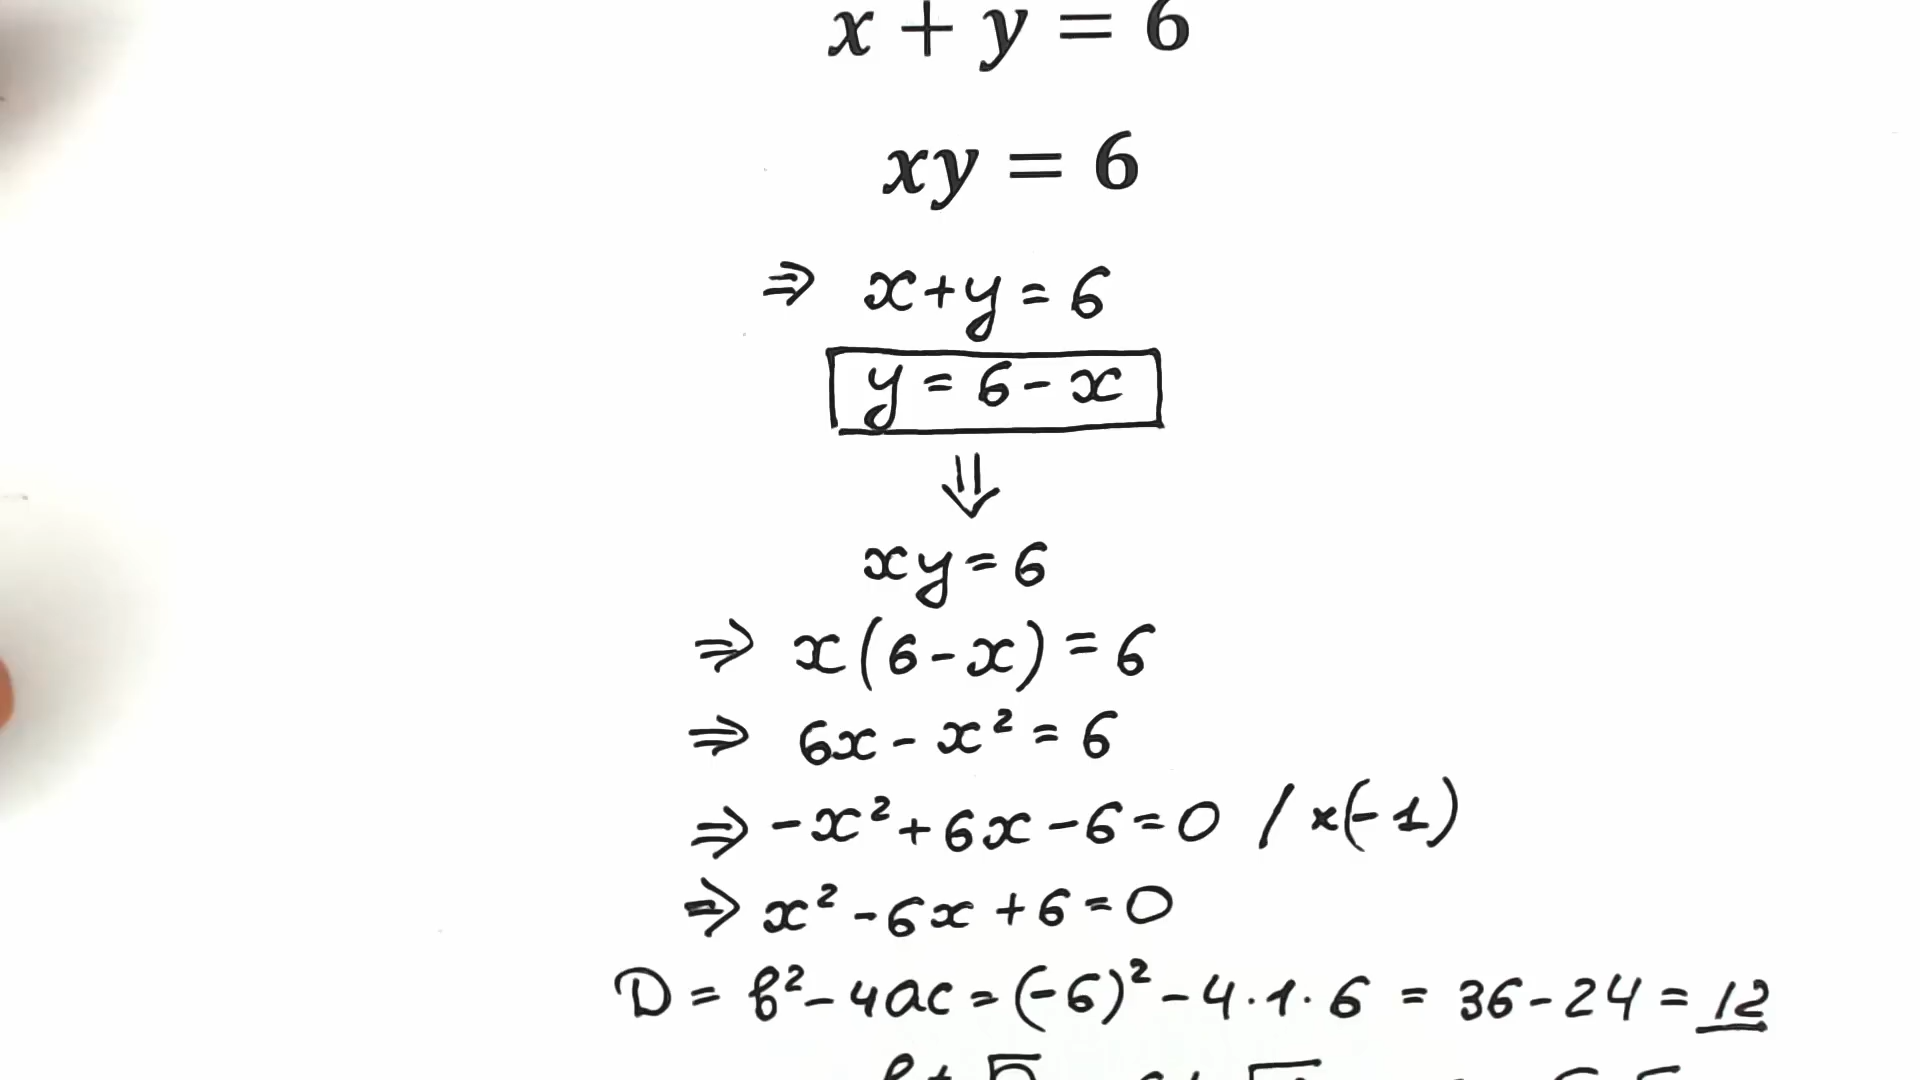 x + y = 6
xy = 6
⇒ x+y = 6
y = 6 - x
⇓
xy = 6
⇒ x(6-x) = 6
⇒ 6x - x² = 6
⇒ -x² + 6x - 6 = 0 / x(-1)
⇒ x² - 6x + 6 = 0
D = b² - 4ac = (-6)² - 4·1·6 = 36 - 24 = 12